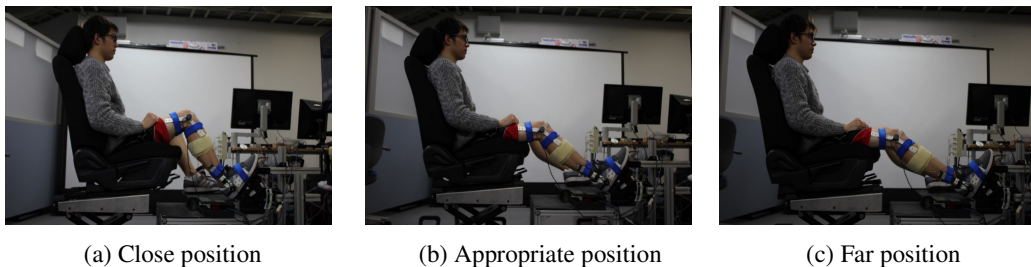 (a) Close position
(b) Appropriate position
(c) Far position